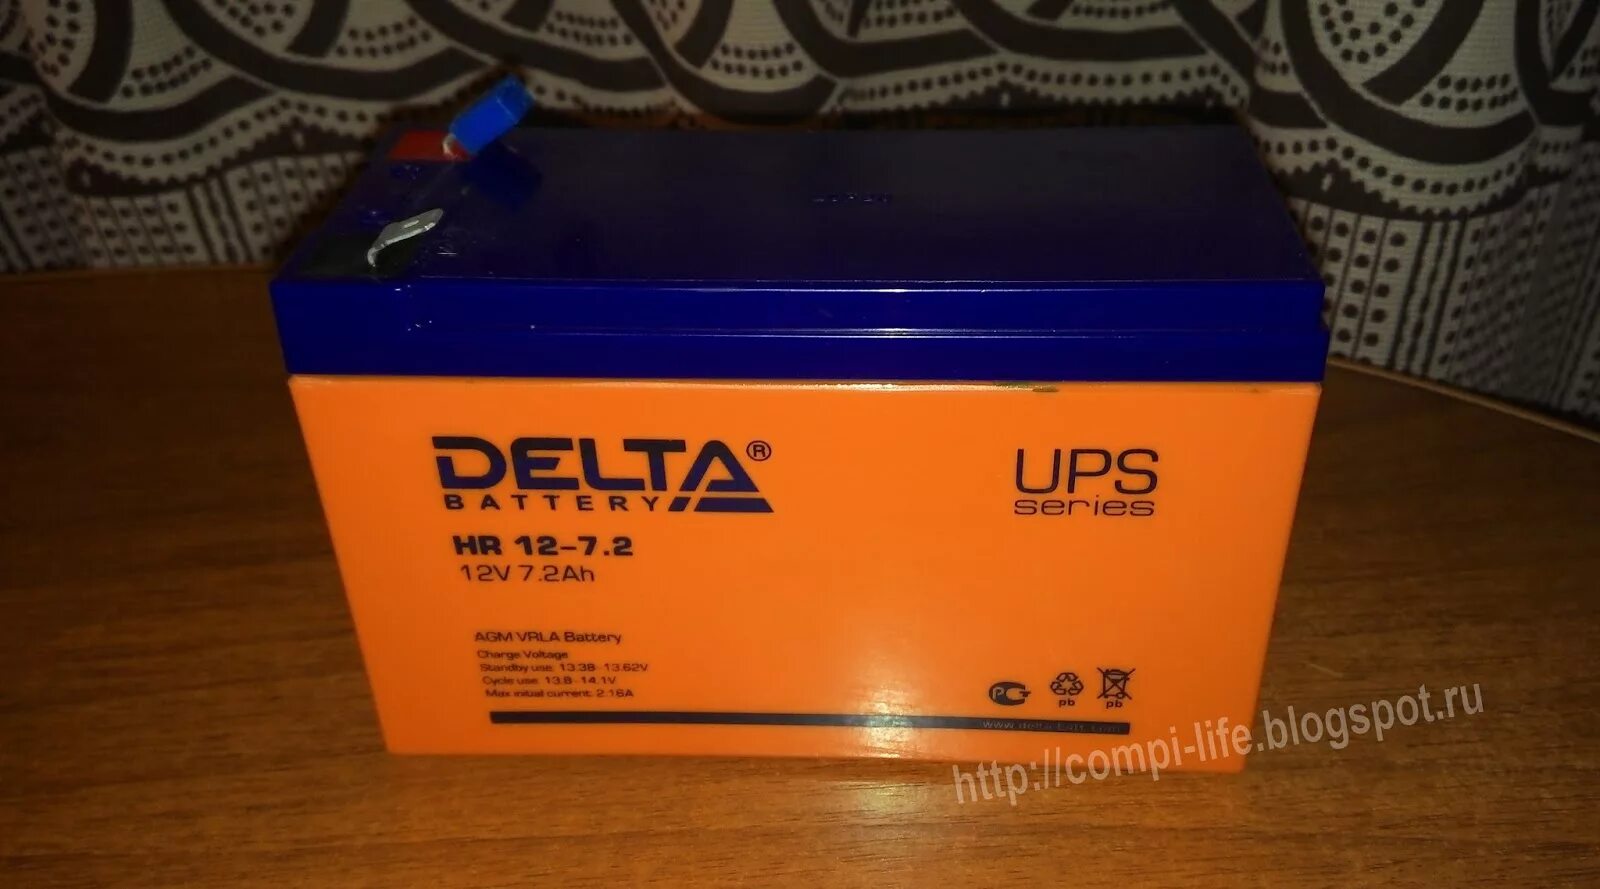 DELTA®
BATTERY
UPS
series
HR 12-7.2
12V 7.2Ah
AGM VRLA Battery
Charge Voltage
Standby use: 13.38-13.62V
Cycle use: 13.8-14.1V
Max initial current: 2.16A
pb pb
http://compi-life.blogspot.ru